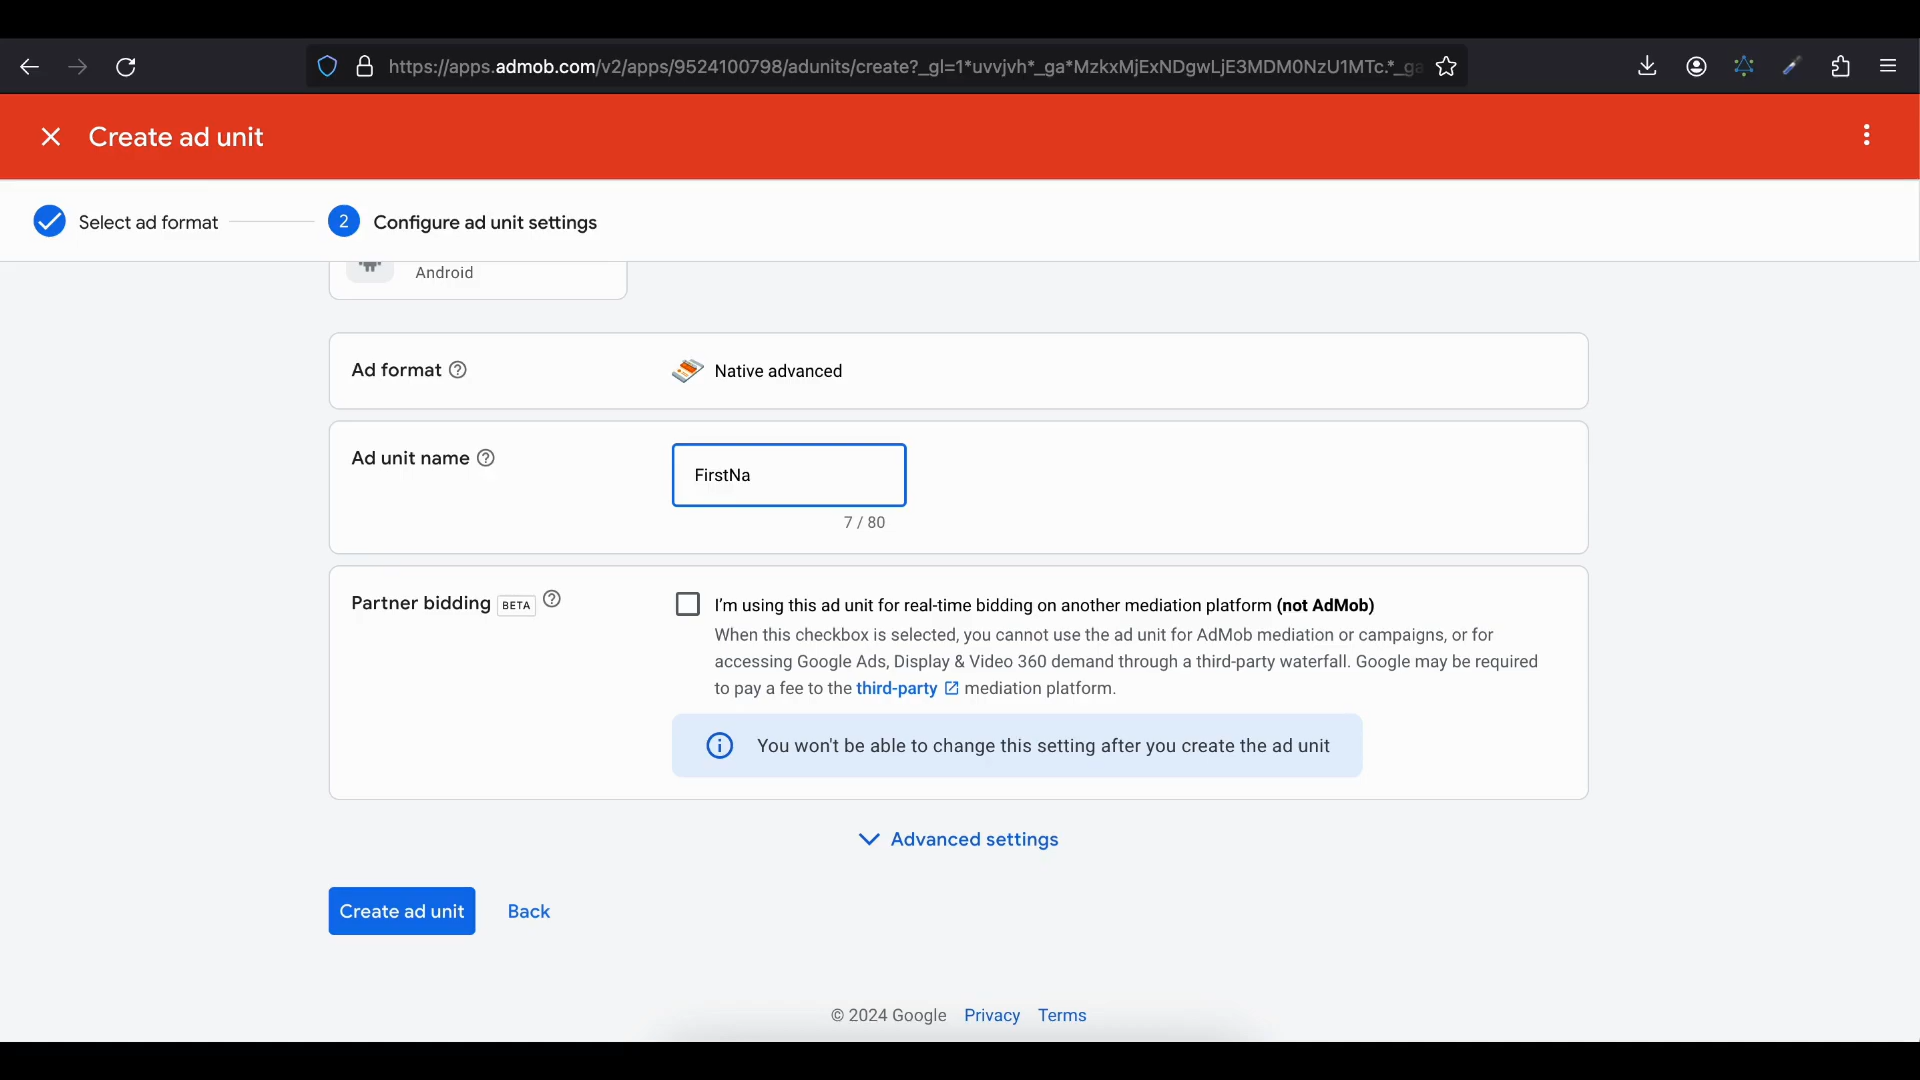 https://apps.admob.com/v2/apps/9524100798/adunits/create?_gl=1*uvvjvh*_ga*MzkxMjExNDgwLjE3MDM0NzU1MTc.*_ga
Create ad unit
Select ad format
2 Configure ad unit settings
Android
Ad format
Native advanced
Ad unit name
FirstNa
7 / 80
Partner bidding BETA
I'm using this ad unit for real-time bidding on another mediation platform (not AdMob)
When this checkbox is selected, you cannot use the ad unit for AdMob mediation or campaigns, or for
accessing Google Ads, Display & Video 360 demand through a third-party waterfall. Google may be required
to pay a fee to the third-party mediation platform.
You won't be able to change this setting after you create the ad unit
Advanced settings
Create ad unit
Back
© 2024 Google Privacy Terms